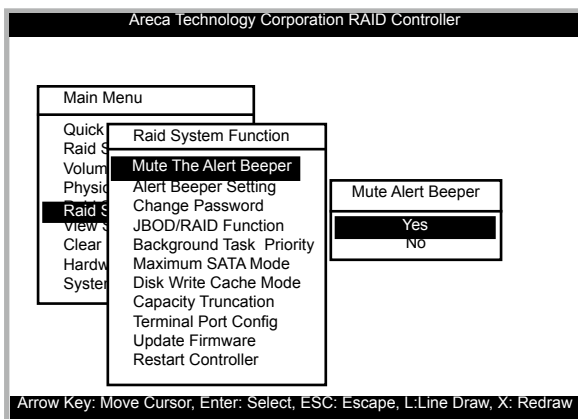 Areca Technology Corporation RAID Controller
Main Menu
Quick
Raid S
Volum
Physic
Raid S
View S
Clear
Hardw
System
Raid System Function
Mute The Alert Beeper
Alert Beeper Setting
Change Password
JBOD/RAID Function
Background Task Priority
Maximum SATA Mode
Disk Write Cache Mode
Capacity Truncation
Terminal Port Config
Update Firmware
Restart Controller
Mute Alert Beeper
Yes
No
Arrow Key: Move Cursor, Enter: Select, ESC: Escape, L:Line Draw, X: Redraw